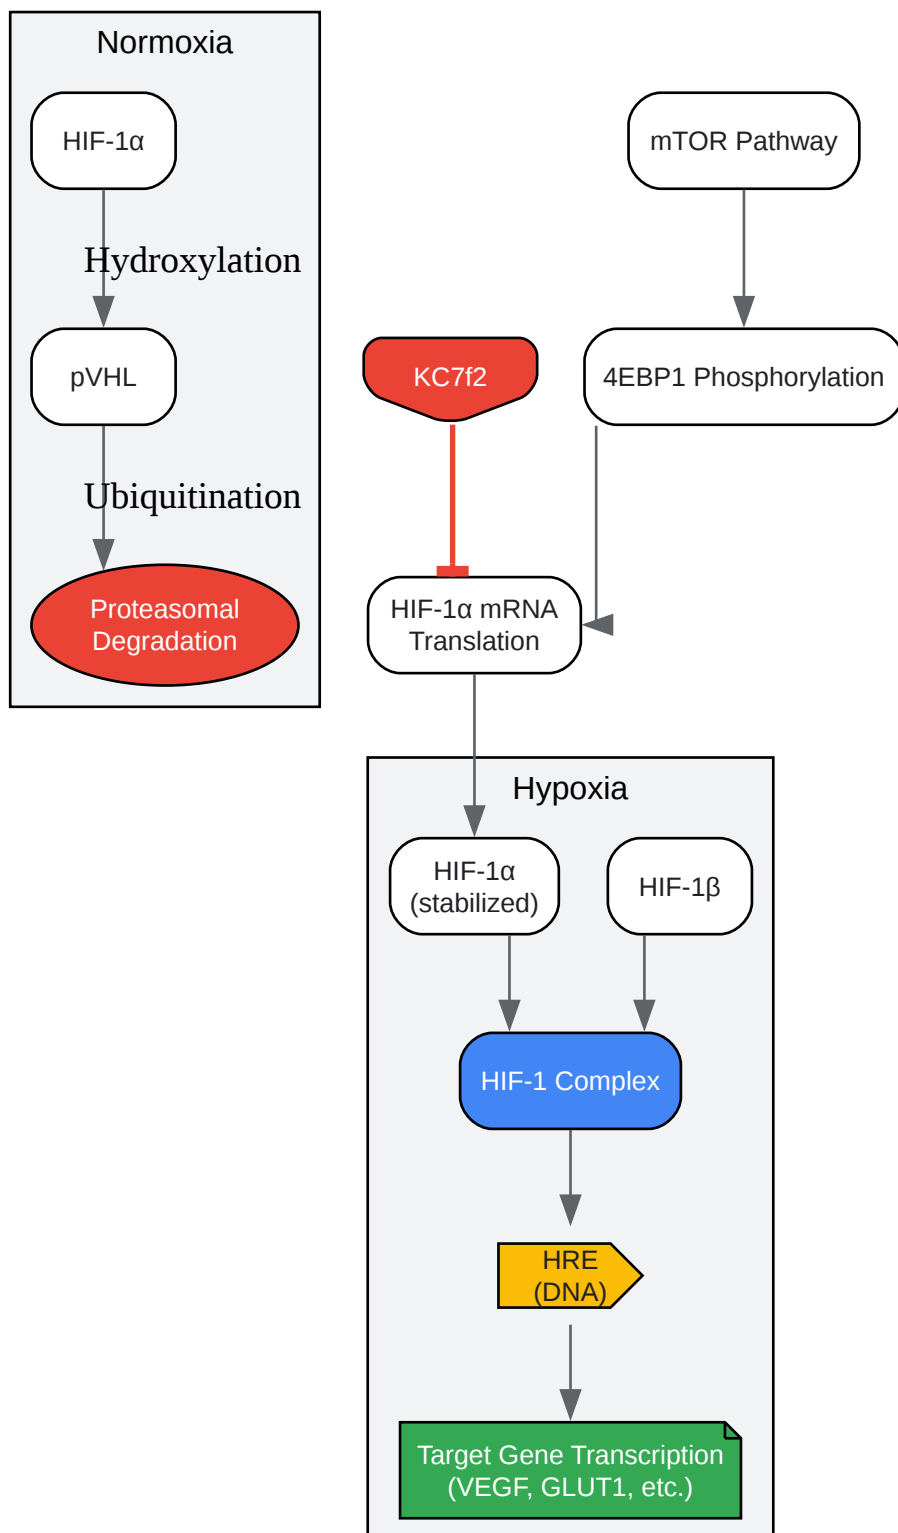 Normoxia
HIF-1α
Hydroxylation
pVHL
Ubiquitination
Proteasomal
Degradation
mTOR Pathway
KC7f2
4EBP1 Phosphorylation
HIF-1α mRNA
Translation
Hypoxia
HIF-1α
(stabilized)
HIF-1β
HIF-1 Complex
HRE
(DNA)
Target Gene Transcription
(VEGF, GLUT1, etc.)